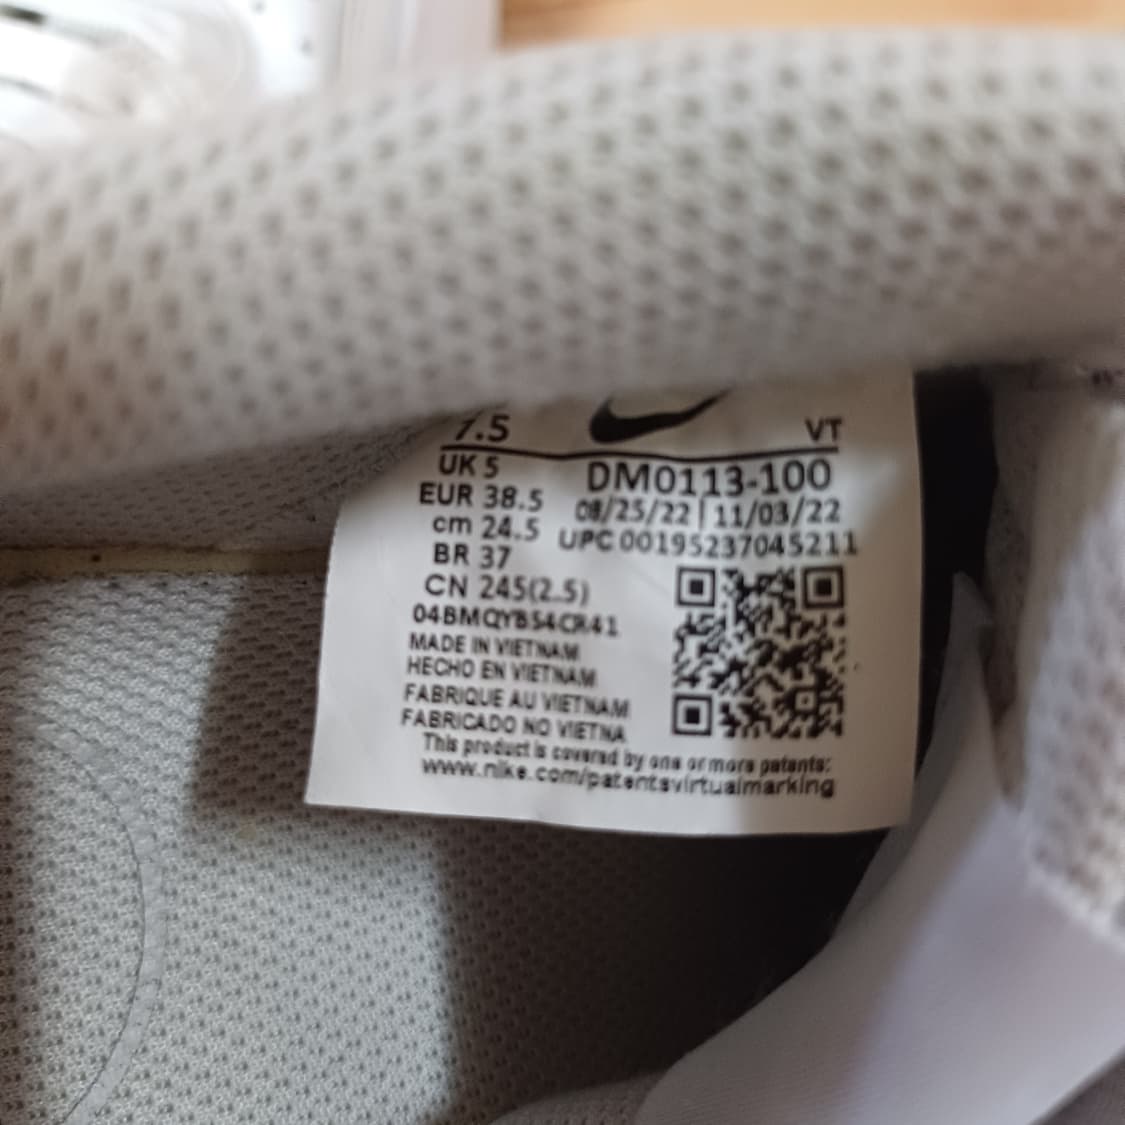 7.5 VT
UK 5
EUR 38.5
cm 24.5
BR 37
CN 245(2.5)
DM0113-100
08/25/22 | 11/03/22
UPC 00195237045211
04BMQYB54CR41
MADE IN VIETNAM
HECHO EN VIETNAM
FABRIQUE AU VIETNAM
FABRICADO NO VIETNA
This product is covered by one or more patents:
www.nike.com/patentsvirtualmarking